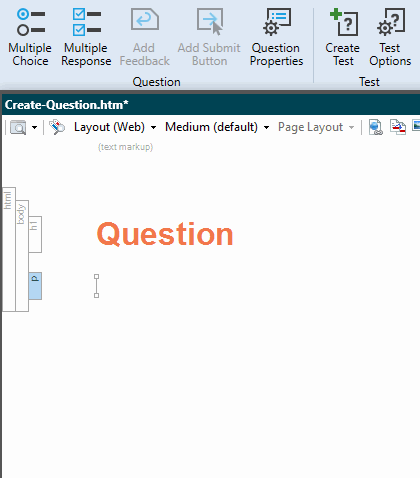 Multiple Choice
Multiple Response
Add Feedback
Add Submit Button
Question Properties
Create Test
Test Options
Question
Test
Create-Question.htm*
Layout (Web)
Medium (default)
Page Layout
(text markup)
html
body
h1
p
Question